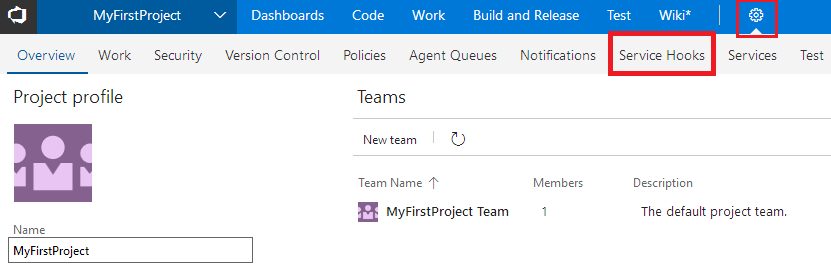 MyFirstProject Dashboards Code Work Build and Release Test Wiki*
Overview Work Security Version Control Policies Agent Queues Notifications Service Hooks Services Test
Project profile
Teams
New team
Team Name Members Description
MyFirstProject Team 1 The default project team.
Name
MyFirstProject